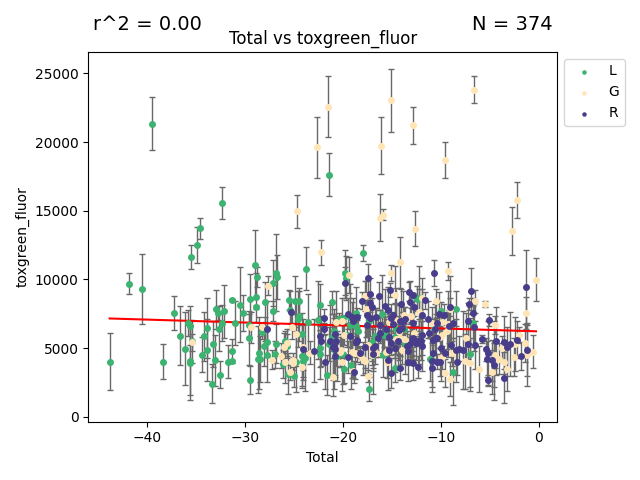 r^2 = 0.00
N = 374
Total vs toxgreen_fluor
25000
20000
15000
10000
5000
0
toxgreen_fluor
−40
−30
−20
−10
0
Total
L
G
R